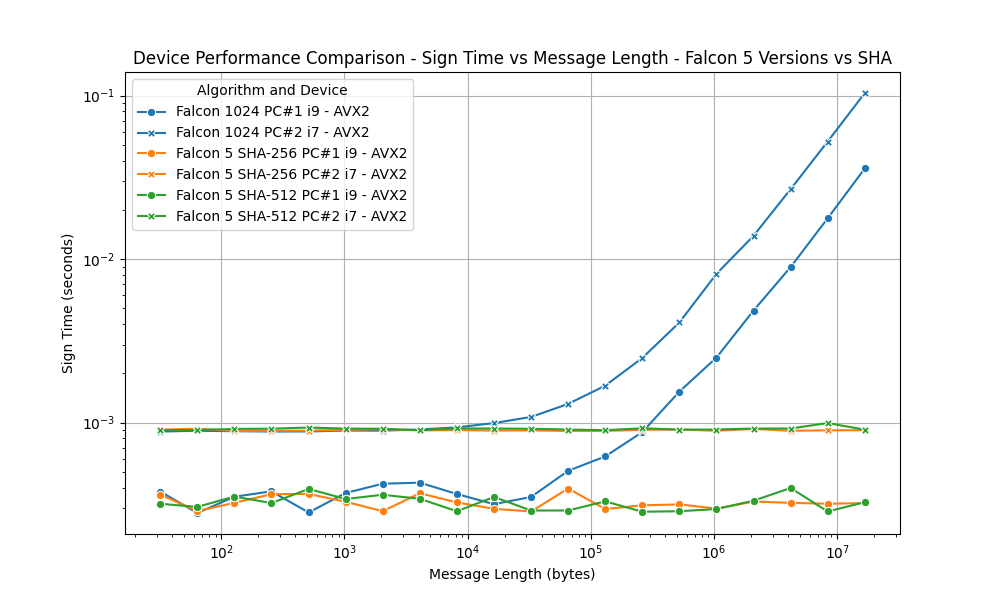 Device Performance Comparison - Sign Time vs Message Length - Falcon 5 Versions vs SHA
Algorithm and Device
Falcon 1024 PC#1 i9 - AVX2
Falcon 1024 PC#2 i7 - AVX2
Falcon 5 SHA-256 PC#1 i9 - AVX2
Falcon 5 SHA-256 PC#2 i7 - AVX2
Falcon 5 SHA-512 PC#1 i9 - AVX2
Falcon 5 SHA-512 PC#2 i7 - AVX2
Sign Time (seconds)
10⁻¹
10⁻²
10⁻³
10² 10³ 10⁴ 10⁵ 10⁶ 10⁷
Message Length (bytes)